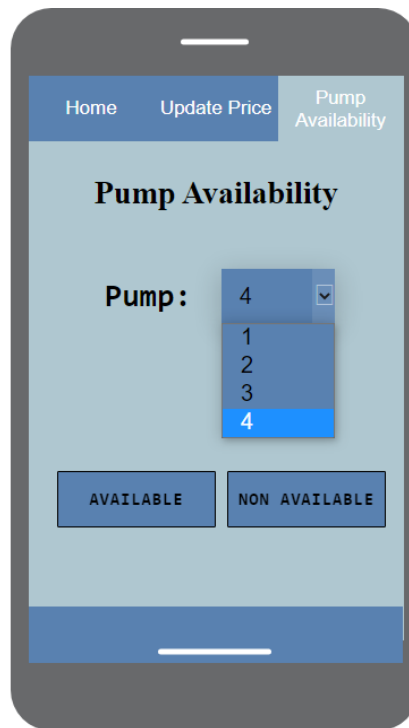 Home Update Price Pump
Availability
Pump Availability
Pump: 4
1
2
3
4
AVAILABLE NON AVAILABLE